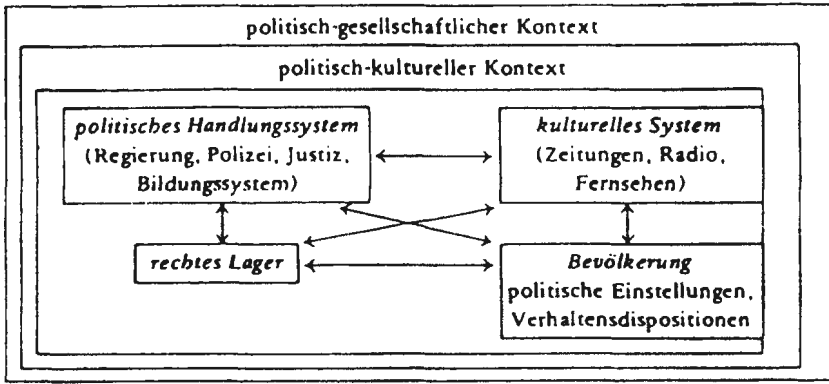 politisch-gesellschaftlicher Kontext
politisch-kultureller Kontext
politisches Handlungssystem
(Regierung, Polizei, Justiz,
Bildungssystem)
kulturelles System
(Zeitungen, Radio,
Fernsehen)
rechtes Lager
Bevölkerung
politische Einstellungen,
Verhaltensdispositionen